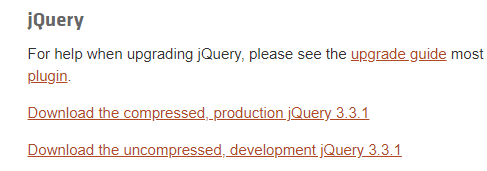 jQuery
For help when upgrading jQuery, please see the upgrade guide most
plugin.
Download the compressed, production jQuery 3.3.1
Download the uncompressed, development jQuery 3.3.1